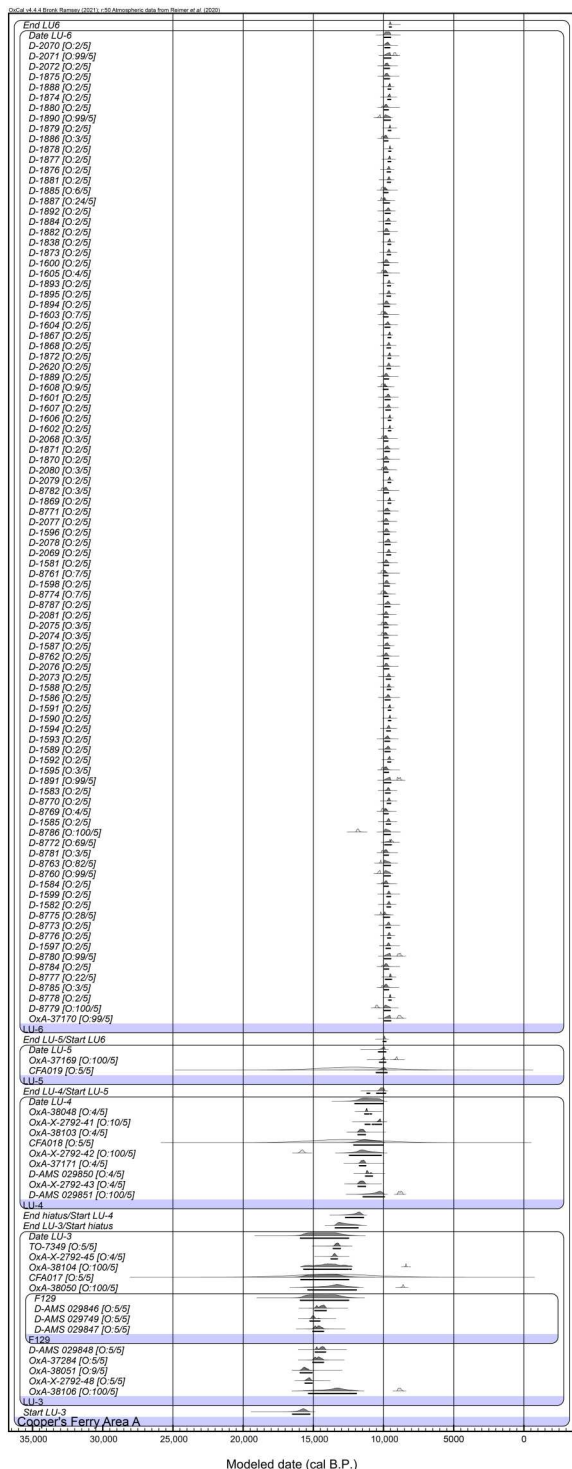 OxCal v4.4.4 Bronk Ramsey (2021); r:50 Atmospheric data from Reimer et al (2020)
End LU6
Date LU-6
D-2070 [O:2/5]
D-2071 [O:99/5]
D-2072 [O:2/5]
D-1875 [O:2/5]
D-1888 [O:2/5]
D-1874 [O:2/5]
D-1880 [O:2/5]
D-1890 [O:99/5]
D-1879 [O:2/5]
D-1886 [O:3/5]
D-1878 [O:2/5]
D-1877 [O:2/5]
D-1876 [O:2/5]
D-1881 [O:2/5]
D-1885 [O:6/5]
D-1887 [O:24/5]
D-1892 [O:2/5]
D-1884 [O:2/5]
D-1882 [O:2/5]
D-1838 [O:2/5]
D-1873 [O:2/5]
D-1600 [O:2/5]
D-1605 [O:4/5]
D-1893 [O:2/5]
D-1895 [O:2/5]
D-1894 [O:2/5]
D-1603 [O:7/5]
D-1604 [O:2/5]
D-1867 [O:2/5]
D-1868 [O:2/5]
D-1872 [O:2/5]
D-2620 [O:2/5]
D-1889 [O:2/5]
D-1608 [O:9/5]
D-1601 [O:2/5]
D-1607 [O:2/5]
D-1606 [O:2/5]
D-1602 [O:2/5]
D-2068 [O:3/5]
D-1871 [O:2/5]
D-1870 [O:2/5]
D-2080 [O:3/5]
D-2079 [O:2/5]
D-8782 [O:3/5]
D-1869 [O:2/5]
D-8771 [O:2/5]
D-2077 [O:2/5]
D-1596 [O:2/5]
D-2078 [O:2/5]
D-2069 [O:2/5]
D-1581 [O:2/5]
D-8761 [O:7/5]
D-1598 [O:2/5]
D-8774 [O:7/5]
D-8787 [O:2/5]
D-2081 [O:2/5]
D-2075 [O:3/5]
D-2074 [O:3/5]
D-1587 [O:2/5]
D-8762 [O:2/5]
D-2076 [O:2/5]
D-2073 [O:2/5]
D-1588 [O:2/5]
D-1586 [O:2/5]
D-1591 [O:2/5]
D-1590 [O:2/5]
D-1594 [O:2/5]
D-1593 [O:2/5]
D-1589 [O:2/5]
D-1592 [O:2/5]
D-1595 [O:3/5]
D-1891 [O:99/5]
D-1583 [O:2/5]
D-8770 [O:2/5]
D-8769 [O:4/5]
D-1585 [O:2/5]
D-8786 [O:100/5]
D-8772 [O:69/5]
D-8781 [O:3/5]
D-8763 [O:82/5]
D-8760 [O:99/5]
D-1584 [O:2/5]
D-1599 [O:2/5]
D-1582 [O:2/5]
D-8775 [O:28/5]
D-8773 [O:2/5]
D-8776 [O:2/5]
D-1597 [O:2/5]
D-8780 [O:99/5]
D-8784 [O:2/5]
D-8777 [O:22/5]
D-8785 [O:3/5]
D-8778 [O:2/5]
D-8779 [O:100/5]
OxA-37170 [O:99/5]
LU-6
End LU-5/Start LU6
Date LU-5
OxA-37169 [O:100/5]
CFA019 [O:5/5]
LU-5
End LU-4/Start LU-5
Date LU-4
OxA-38048 [O:4/5]
OxA-X-2792-41 [O:10/5]
OxA-38103 [O:4/5]
CFA018 [O:5/5]
OxA-X-2792-42 [O:100/5]
OxA-37171 [O:4/5]
D-AMS 029850 [O:4/5]
OxA-X-2792-43 [O:4/5]
D-AMS 029851 [O:100/5]
LU-4
End hiatus/Start LU-4
End LU-3/Start hiatus
Date LU-3
TO-7349 [O:5/5]
OxA-X-2792-45 [O:4/5]
OxA-38104 [O:100/5]
CFA017 [O:5/5]
OxA-38050 [O:100/5]
F129
D-AMS 029846 [O:5/5]
D-AMS 029749 [O:5/5]
D-AMS 029847 [O:5/5]
F129
D-AMS 029848 [O:5/5]
OxA-37284 [O:5/5]
OxA-38051 [O:9/5]
OxA-X-2792-48 [O:5/5]
OxA-38106 [O:100/5]
LU-3
Start LU-3
Cooper's Ferry Area A
35,000 30,000 25,000 20,000 15,000 10,000 5000 0
Modeled date (cal B.P.)